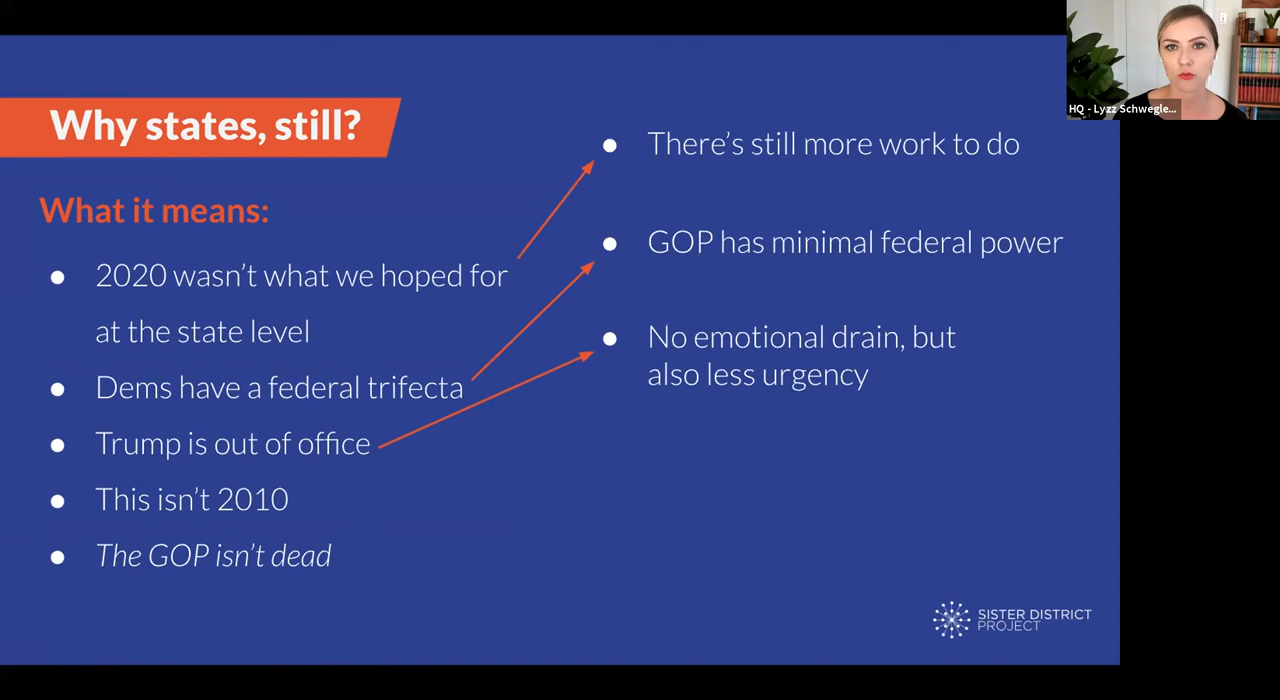 Why states, still?
What it means:
● 2020 wasn't what we hoped for
at the state level
● Dems have a federal trifecta
● Trump is out of office
● This isn't 2010
● The GOP isn't dead
● There's still more work to do
● GOP has minimal federal power
● No emotional drain, but
also less urgency
SISTER DISTRICT
PROJECT
HQ - Lyzz Schwegle...